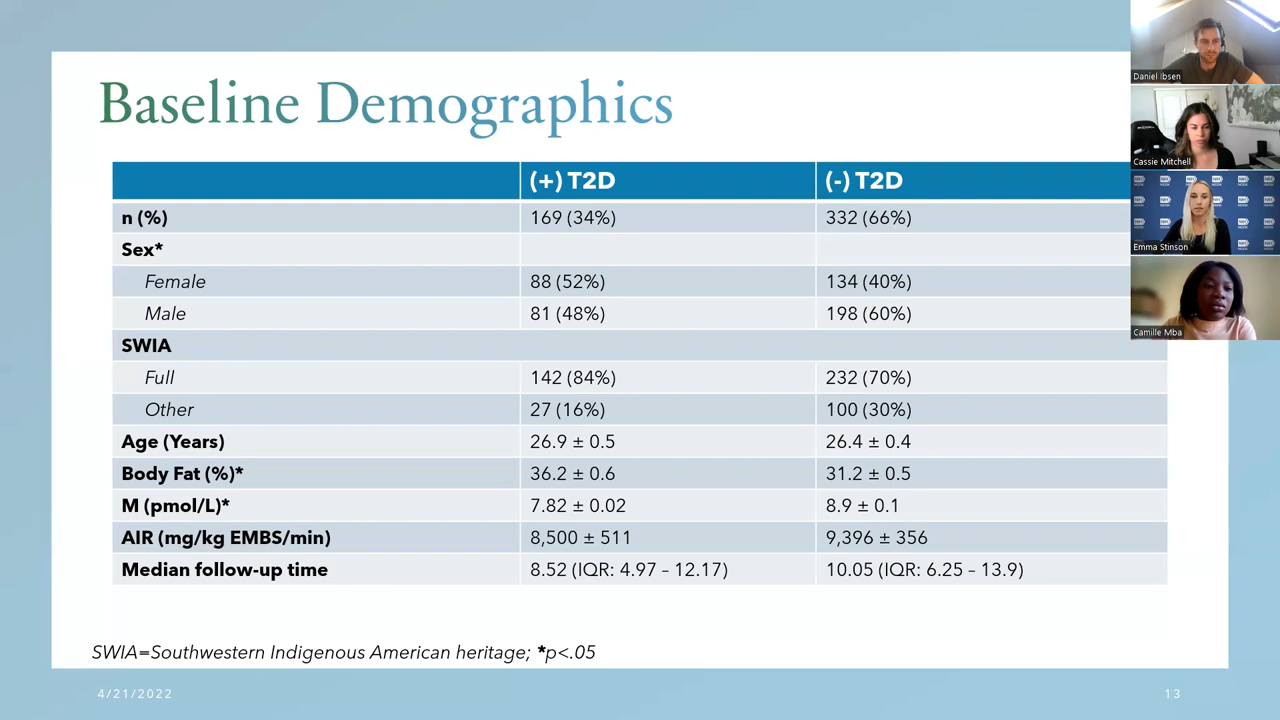 Baseline Demographics
(+) T2D (-) T2D
n (%) 169 (34%) 332 (66%)
Sex*
Female 88 (52%) 134 (40%)
Male 81 (48%) 198 (60%)
SWIA
Full 142 (84%) 232 (70%)
Other 27 (16%) 100 (30%)
Age (Years) 26.9 ± 0.5 26.4 ± 0.4
Body Fat (%)* 36.2 ± 0.6 31.2 ± 0.5
M (pmol/L)* 7.82 ± 0.02 8.9 ± 0.1
AIR (mg/kg EMBS/min) 8,500 ± 511 9,396 ± 356
Median follow-up time 8.52 (IQR: 4.97 – 12.17) 10.05 (IQR: 6.25 – 13.9)
SWIA=Southwestern Indigenous American heritage; *p<.05
4/21/2022
13
Daniel Ibsen
Cassie Mitchell
Emma Stinson
Camille Mba